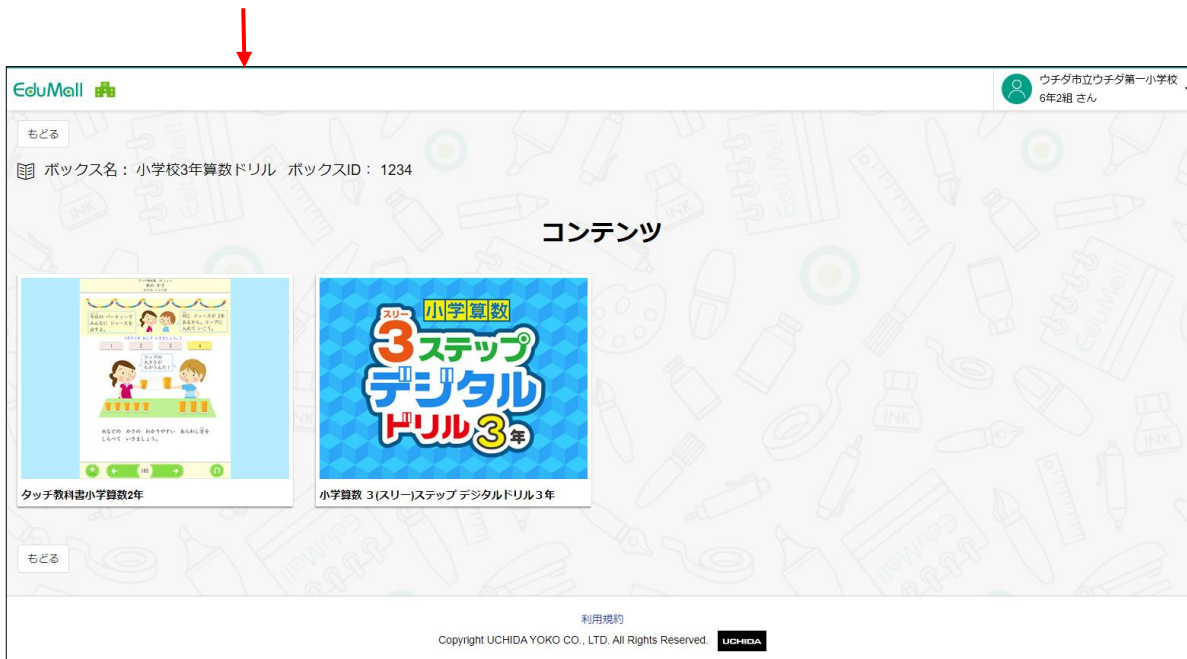 EduMall
ウチダ市立ウチダ第一小学校
6年2組 さん
もどる
ボックス名： 小学校3年算数ドリル ボックスID： 1234
コンテンツ
小学算数
スリー
3ステップ
デジタル
ドリル3年
タッチ教科書小学算数2年
小学算数 3(スリー)ステップ デジタルドリル3年
もどる
利用規約
Copyright UCHIDA YOKO CO., LTD. All Rights Reserved. UCHIDA